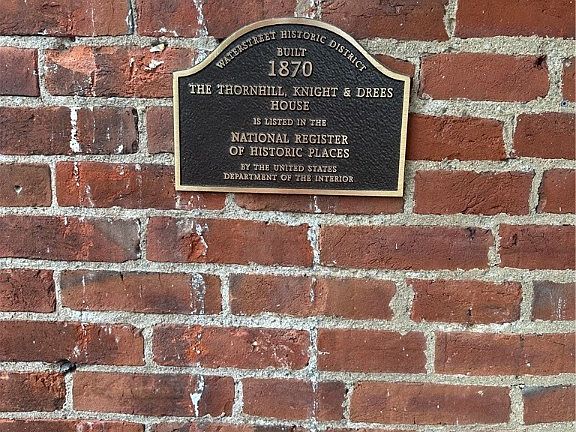 WATERSTREET HISTORIC DISTRICT
BUILT
1870
THE THORNHILL, KNIGHT & DREES
HOUSE
IS LISTED IN THE
NATIONAL REGISTER
OF HISTORIC PLACES
BY THE UNITED STATES
DEPARTMENT OF THE INTERIOR